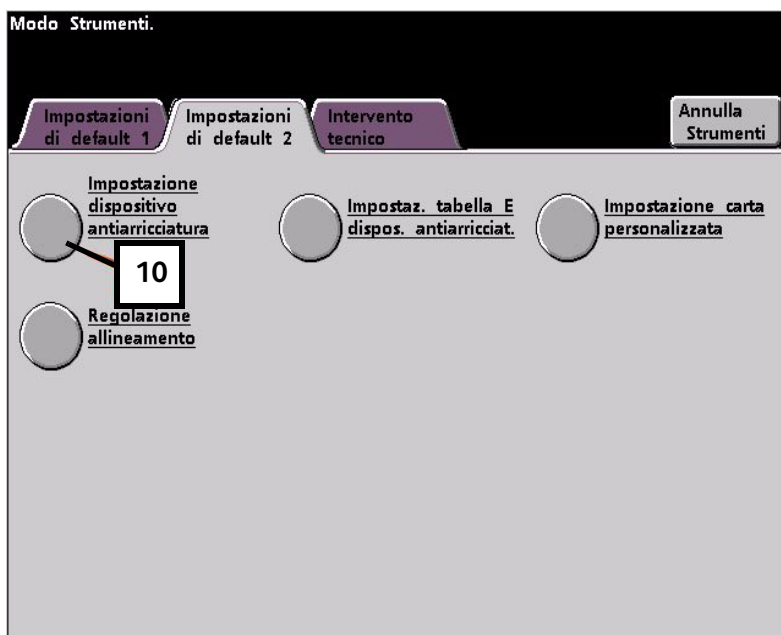 Modo Strumenti.
Impostazioni
di default 1
Impostazioni
di default 2
Intervento
tecnico
Annulla
Strumenti
Impostazione
dispositivo
antiarricciatura
Impostaz. tabella E
dispos. antiarricciat.
Impostazione carta
personalizzata
10
Regolazione
allineamento